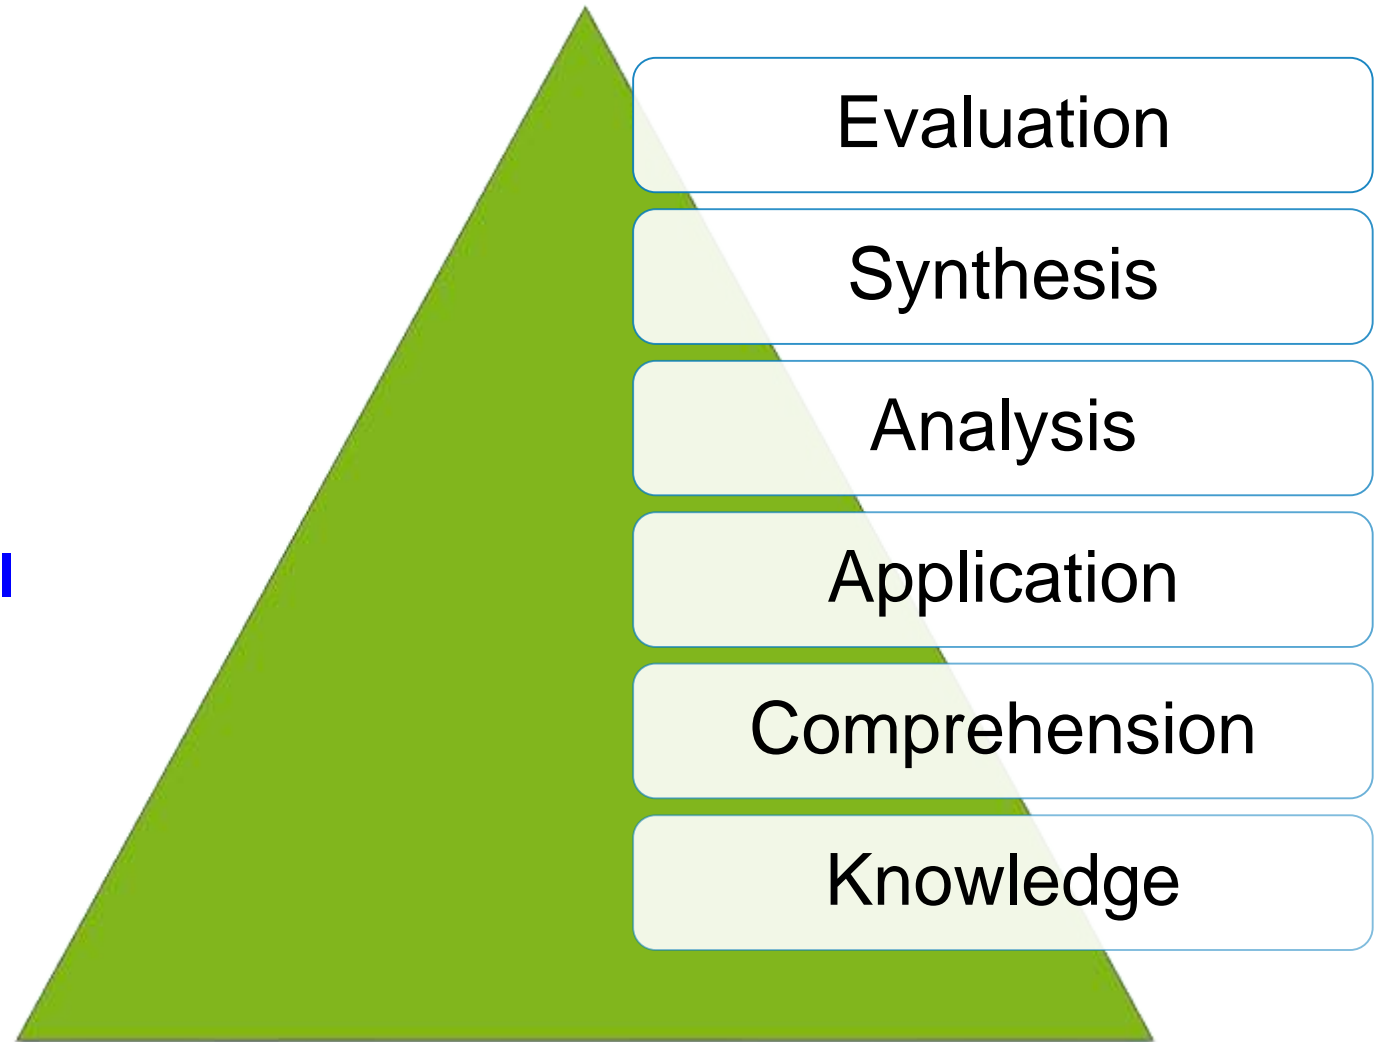 Evaluation
Synthesis
Analysis
Application
Comprehension
Knowledge